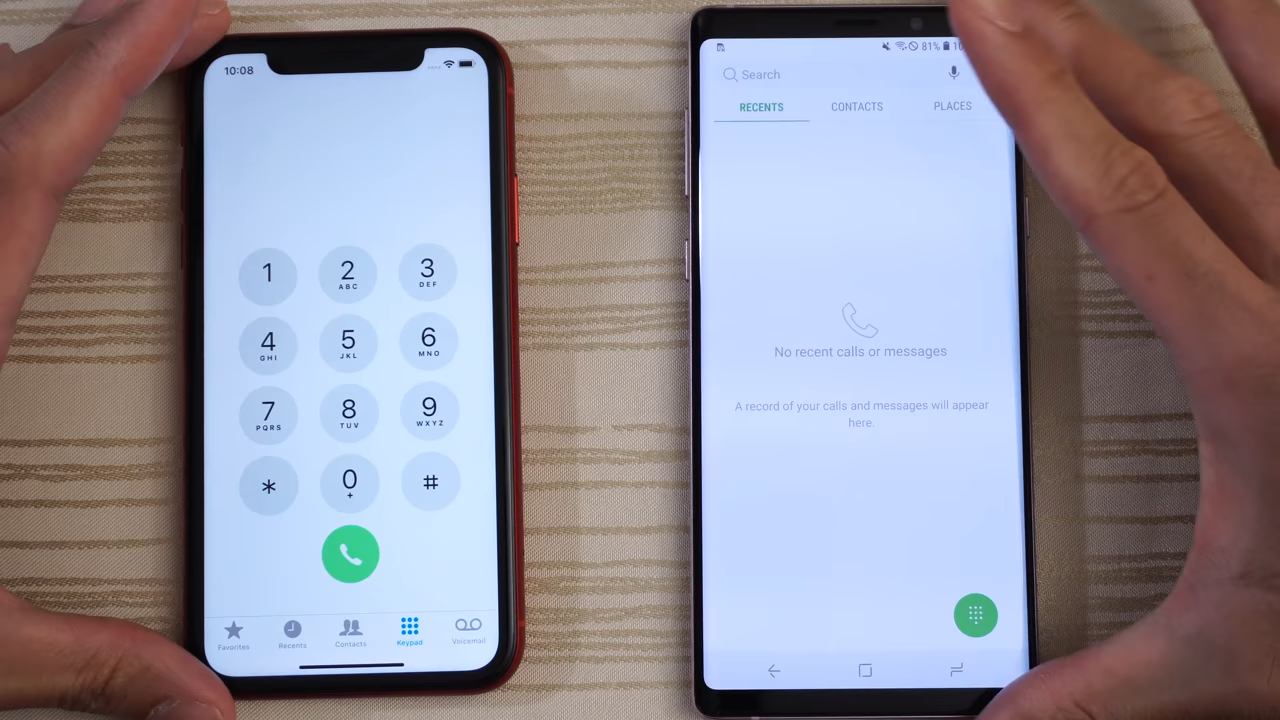 10:08
1
2
ABC
3
DEF
4
GHI
5
JKL
6
MNO
7
PQRS
8
TUV
9
WXYZ
*
0
+
#
Favorites
Recents
Contacts
Keypad
Voicemail
81% 10
Search
RECENTS CONTACTS PLACES
No recent calls or messages
A record of your calls and messages will appear
here.